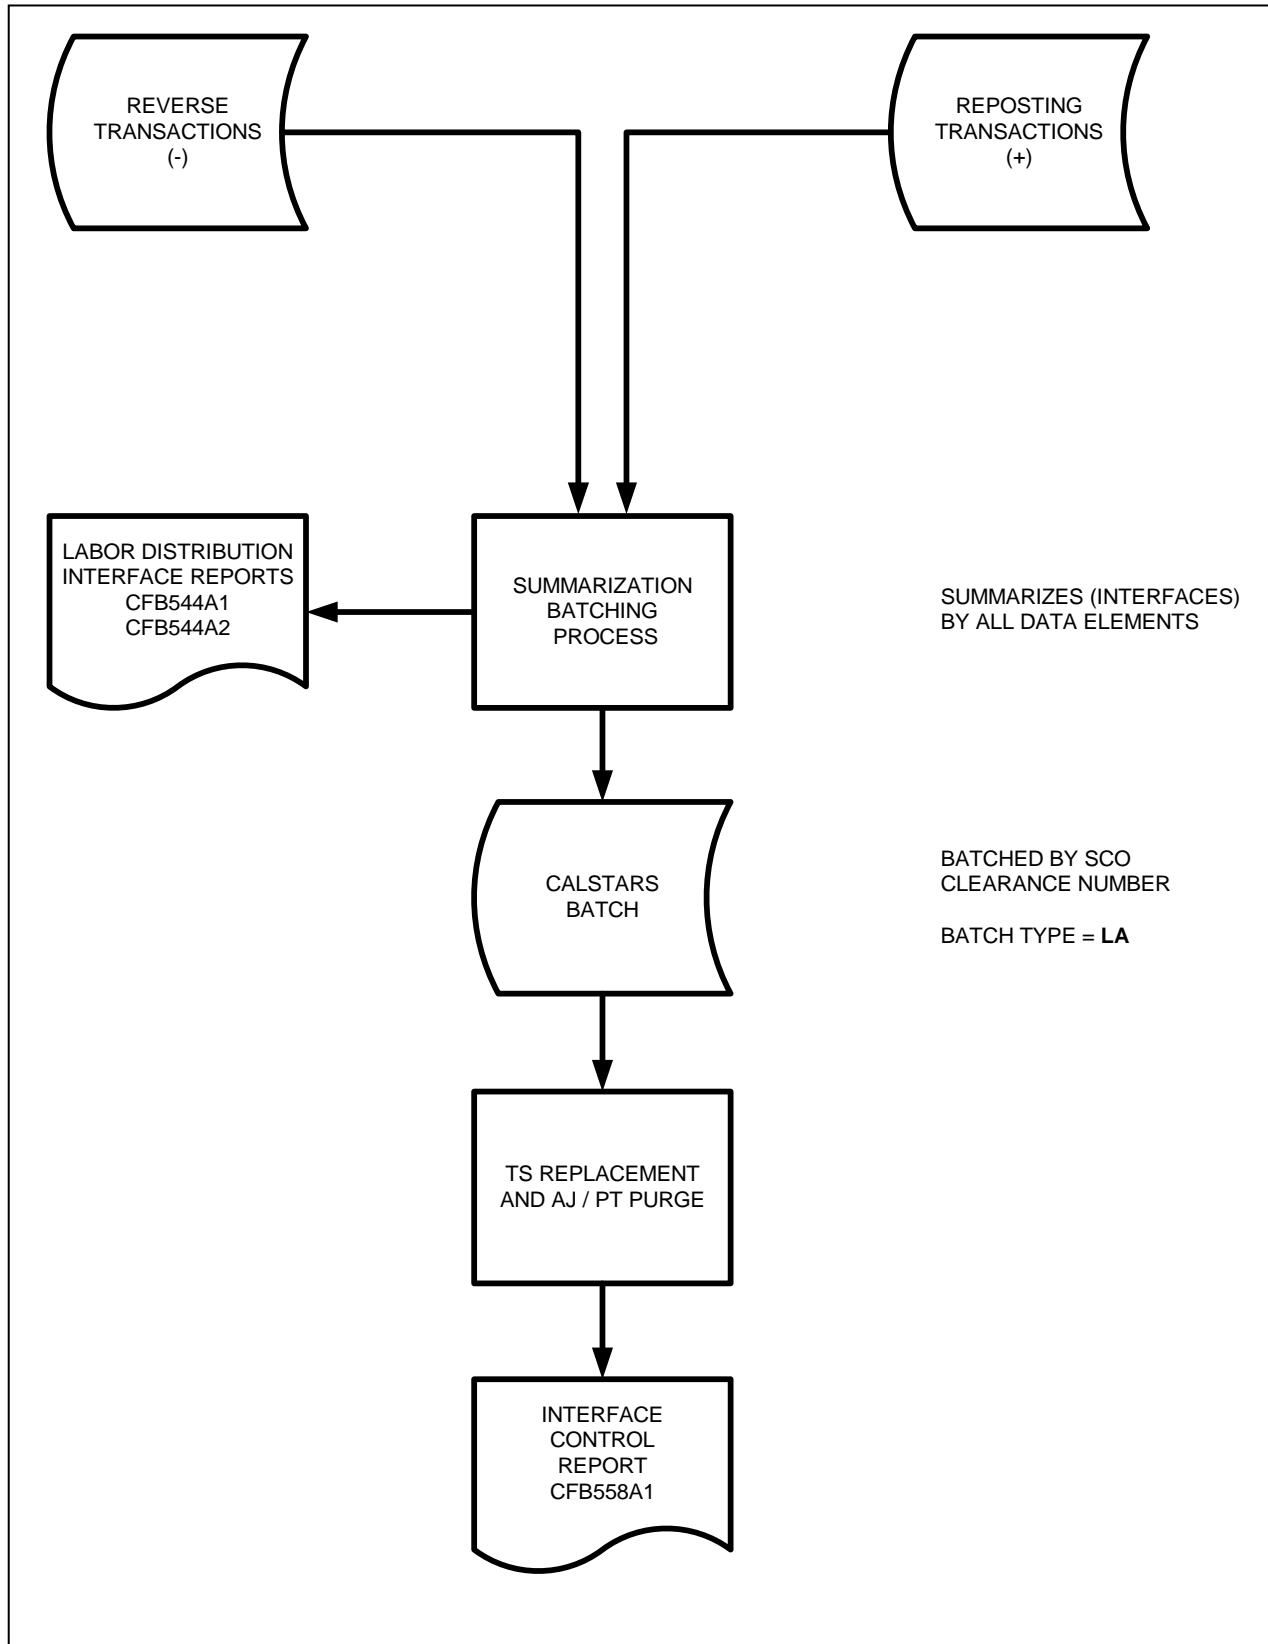 REVERSE
TRANSACTIONS
(-)
REPOSTING
TRANSACTIONS
(+)
LABOR DISTRIBUTION
INTERFACE REPORTS
CFB544A1
CFB544A2
SUMMARIZATION
BATCHING
PROCESS
SUMMARIZES (INTERFACES)
BY ALL DATA ELEMENTS
CALSTARS
BATCH
BATCHED BY SCO
CLEARANCE NUMBER
BATCH TYPE = LA
TS REPLACEMENT
AND AJ / PT PURGE
INTERFACE
CONTROL
REPORT
CFB558A1